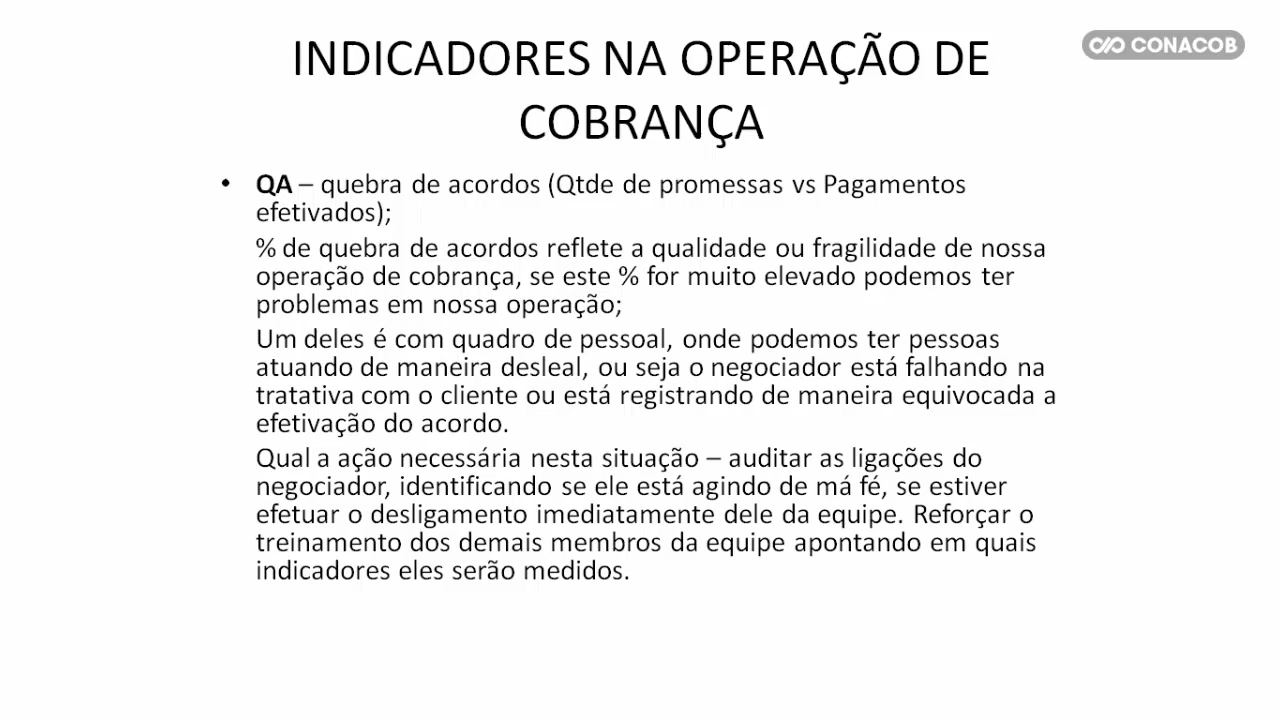 INDICADORES NA OPERAÇÃO DE
COBRANÇA
CONACOB
• QA – quebra de acordos (Qtde de promessas vs Pagamentos
efetivados);
% de quebra de acordos reflete a qualidade ou fragilidade de nossa
operação de cobrança, se este % for muito elevado podemos ter
problemas em nossa operação;
Um deles é com quadro de pessoal, onde podemos ter pessoas
atuando de maneira desleal, ou seja o negociador está falhando na
tratativa com o cliente ou está registrando de maneira equivocada a
efetivação do acordo.
Qual a ação necessária nesta situação – auditar as ligações do
negociador, identificando se ele está agindo de má fé, se estiver
efetuar o desligamento imediatamente dele da equipe. Reforçar o
treinamento dos demais membros da equipe apontando em quais
indicadores eles serão medidos.